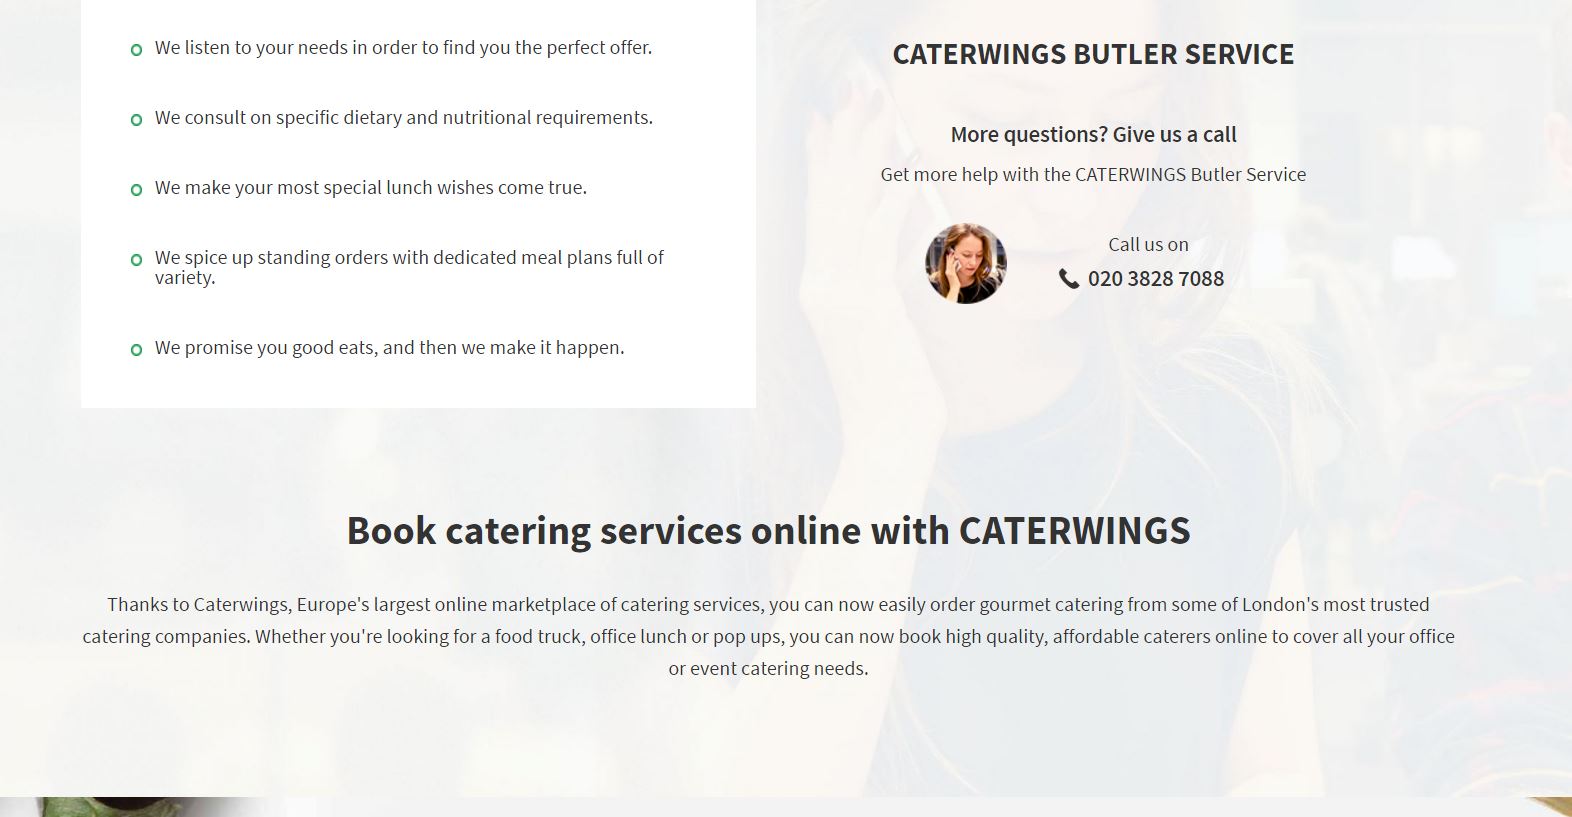 We listen to your needs in order to find you the perfect offer.
We consult on specific dietary and nutritional requirements.
We make your most special lunch wishes come true.
We spice up standing orders with dedicated meal plans full of
variety.
We promise you good eats, and then we make it happen.
CATERWINGS BUTLER SERVICE
More questions? Give us a call
Get more help with the CATERWINGS Butler Service
Call us on
020 3828 7088
Book catering services online with CATERWINGS
Thanks to Caterwings, Europe's largest online marketplace of catering services, you can now easily order gourmet catering from some of London's most trusted
catering companies. Whether you're looking for a food truck, office lunch or pop ups, you can now book high quality, affordable caterers online to cover all your office
or event catering needs.